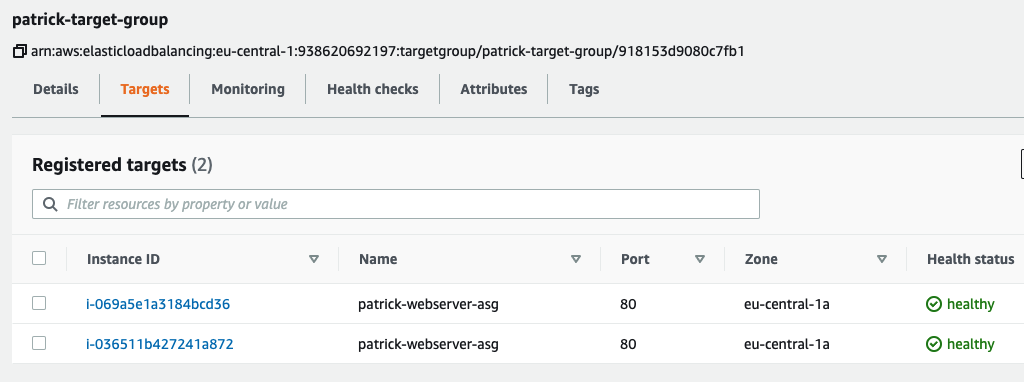 patrick-target-group
arn:aws:elasticloadbalancing:eu-central-1:938620692197:targetgroup/patrick-target-group/918153d9080c7fb1
Details Targets Monitoring Health checks Attributes Tags
Registered targets (2)
Filter resources by property or value
Instance ID Name Port Zone Health status
i-069a5e1a3184bcd36 patrick-webserver-asg 80 eu-central-1a healthy
i-036511b427241a872 patrick-webserver-asg 80 eu-central-1a healthy